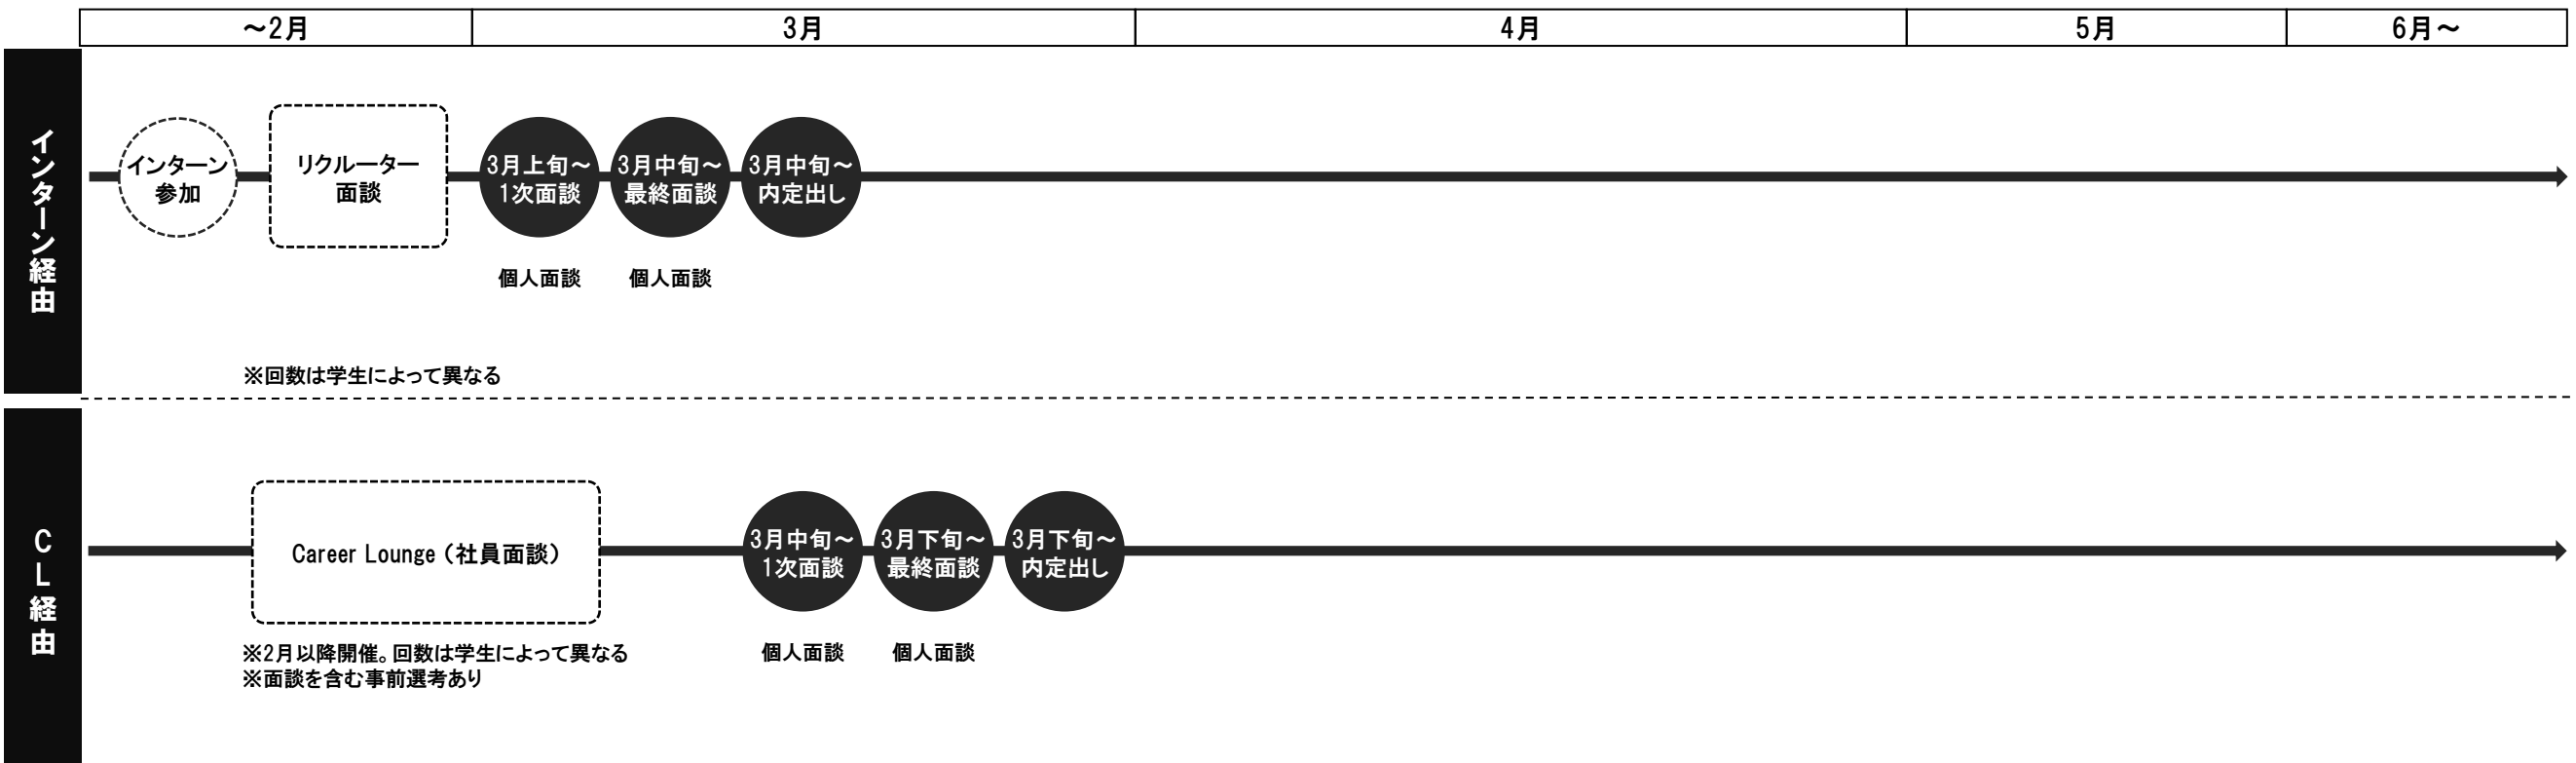 ～2月
3月
4月
5月
6月～
インターン経由
インターン
参加
リクルーター
面談
3月上旬～
1次面談
3月中旬～
最終面談
3月中旬～
内定出し
個人面談
個人面談
※回数は学生によって異なる
CL経由
Career Lounge（社員面談）
3月中旬～
1次面談
3月下旬～
最終面談
3月下旬～
内定出し
※2月以降開催。回数は学生によって異なる
※面談を含む事前選考あり
個人面談
個人面談